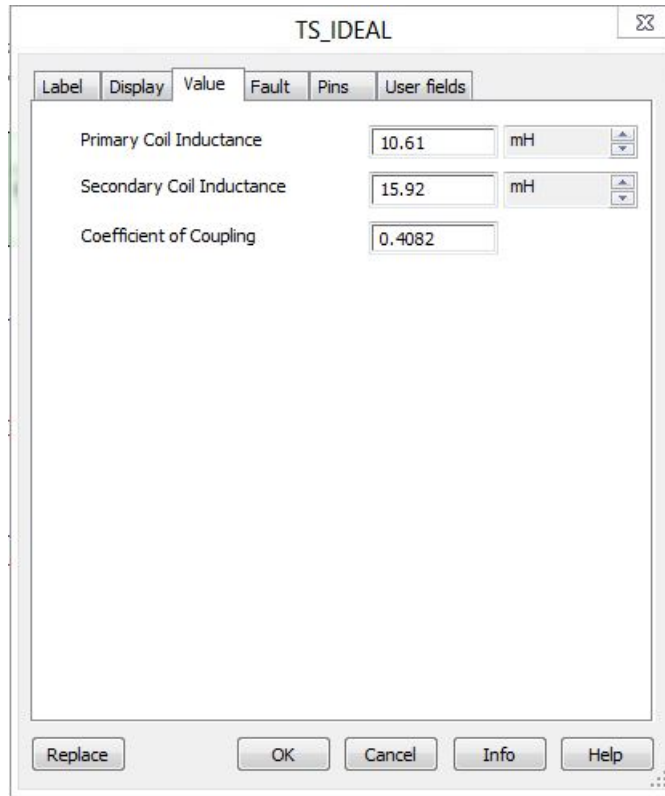 TS_IDEAL
Label Display Value Fault Pins User fields
Primary Coil Inductance 10.61 mH
Secondary Coil Inductance 15.92 mH
Coefficient of Coupling 0.4082
Replace OK Cancel Info Help